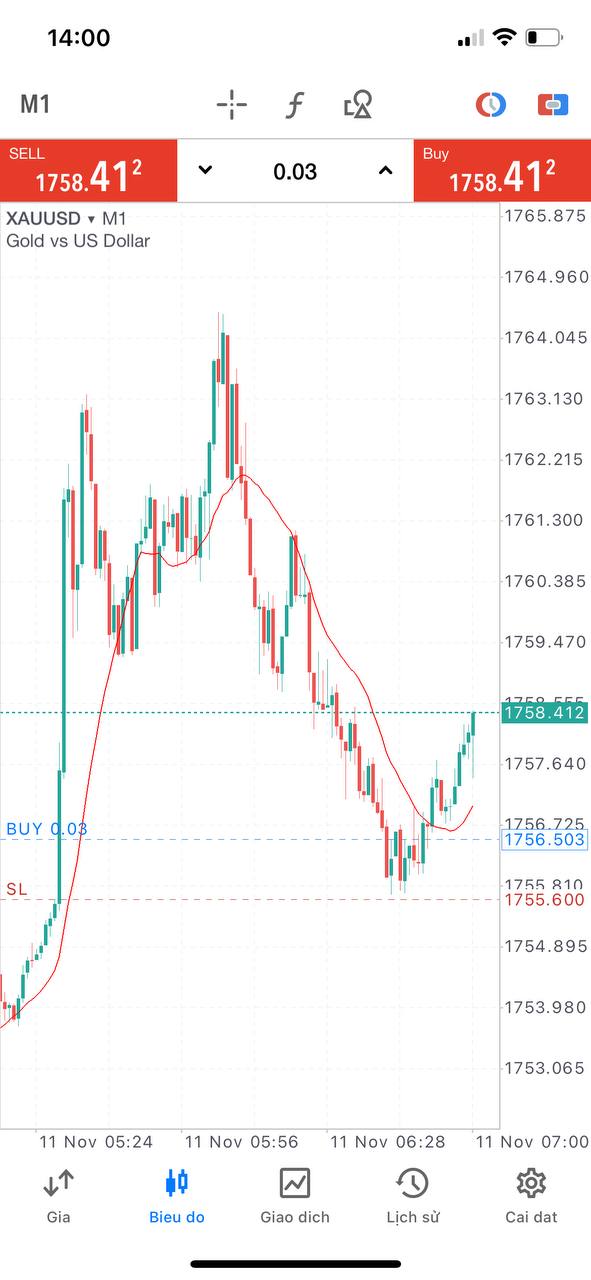 14:00
M1
SELL
1758.41²
0.03
Buy
1758.41²
XAUUSD ▾ M1
Gold vs US Dollar
1765.875
1764.960
1764.045
1763.130
1762.215
1761.300
1760.385
1759.470
1758.412
1757.640
BUY 0.03
1756.725
1756.503
SL
1755.810
1755.600
1754.895
1753.980
1753.065
11 Nov 05:24
11 Nov 05:56
11 Nov 06:28
11 Nov 07:00
Gia
Bieu do
Giao dich
Lịch sử
Cai dat